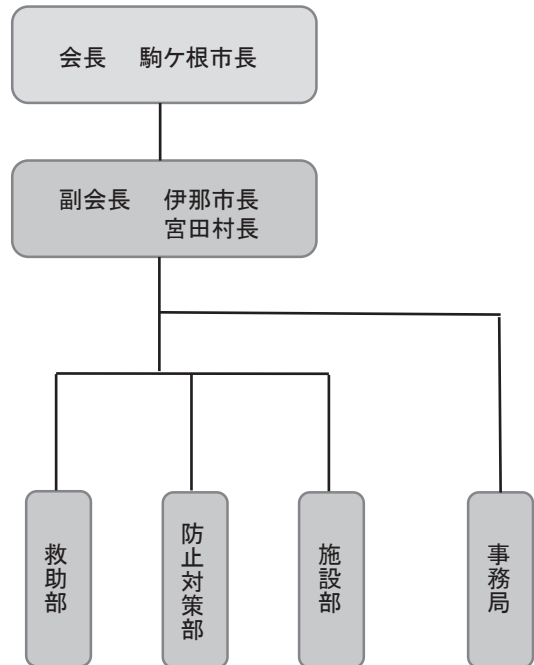 会長　駒ケ根市長
副会長　伊那市長
宮田村長
救助部
防止対策部
施設部
事務局